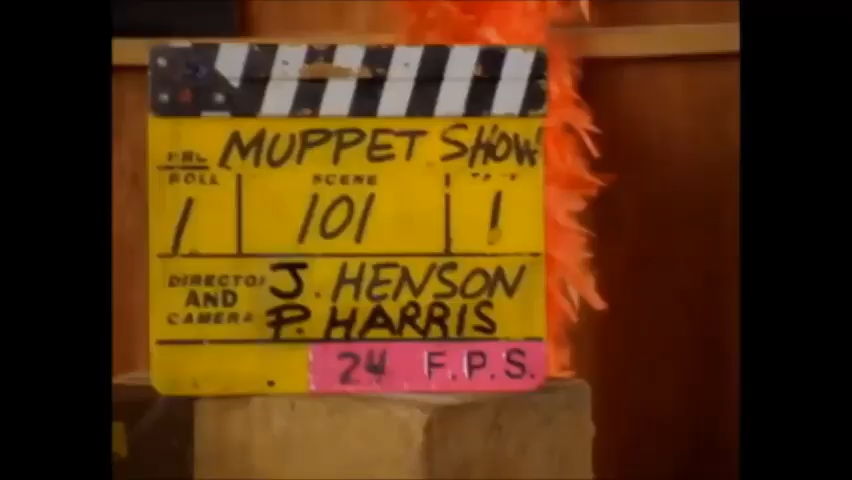 MUPPET SHOW
ROLL SCENE
1 101 1
DIRECTOR J. HENSON
AND
CAMERA P. HARRIS
24 F.P.S.